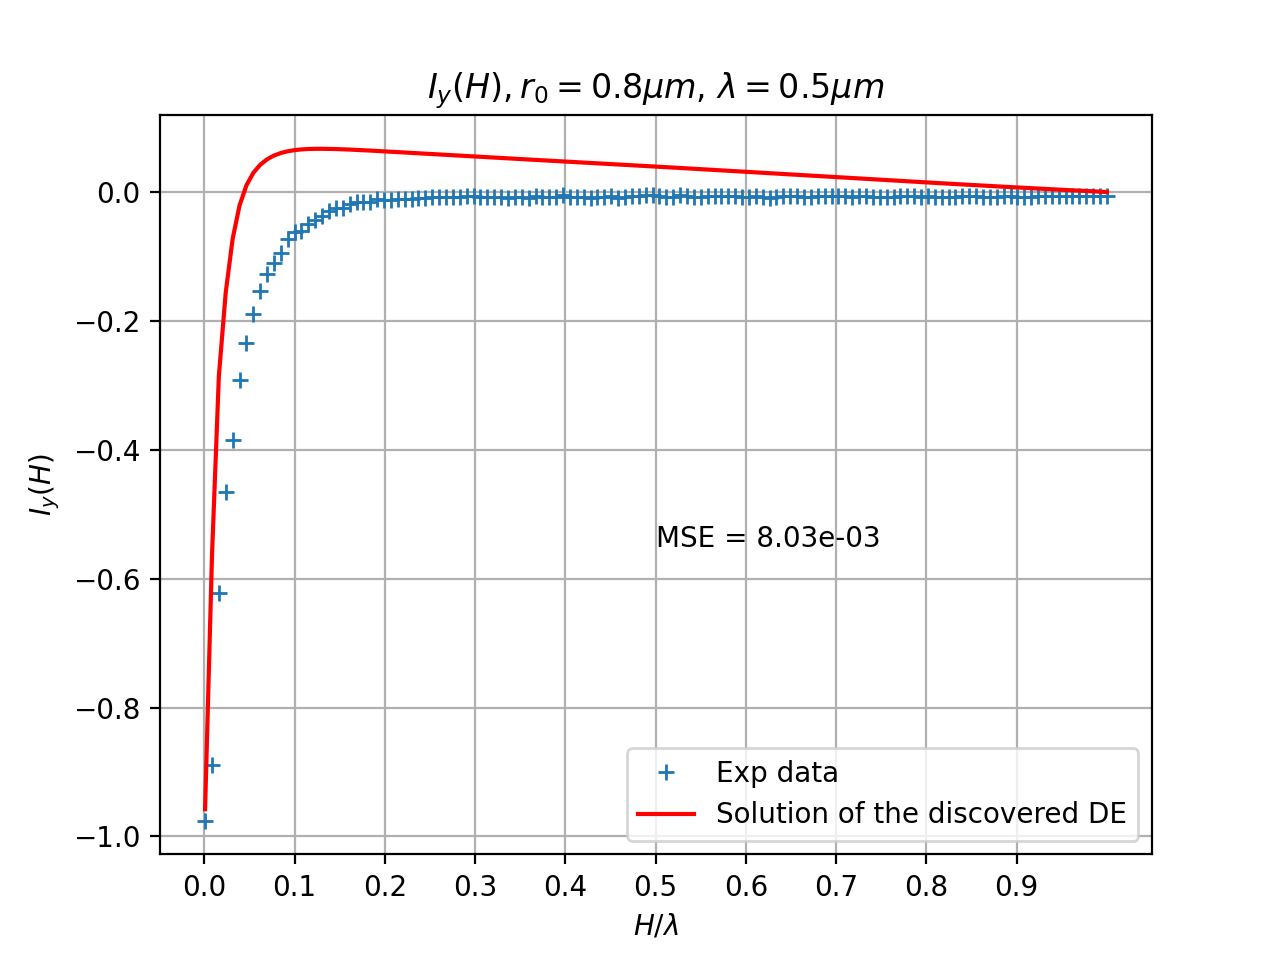 I_y(H), r_0 = 0.8μm, λ = 0.5μm
I_y(H)
0.0
−0.2
−0.4
−0.6
−0.8
−1.0
MSE = 8.03e-03
Exp data
Solution of the discovered DE
0.0 0.1 0.2 0.3 0.4 0.5 0.6 0.7 0.8 0.9
H/λ